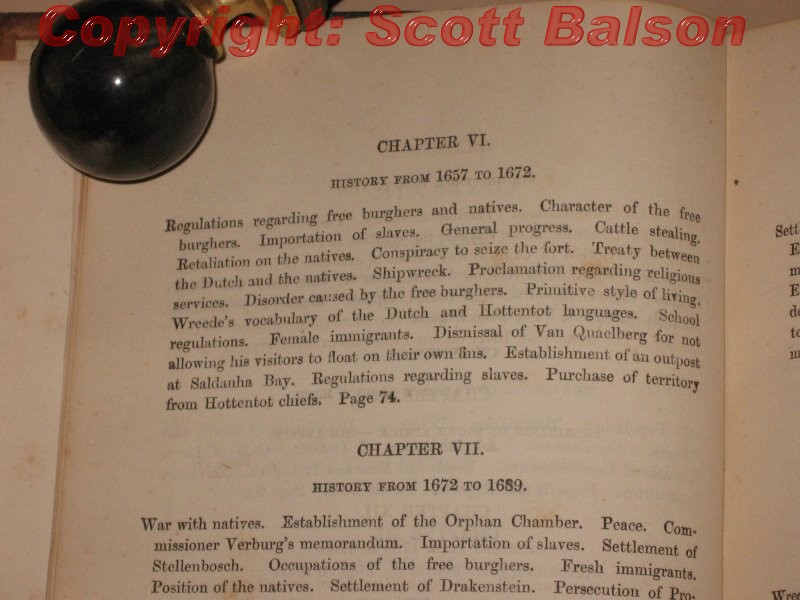 Copyright: Scott Balson
CHAPTER VI.
HISTORY FROM 1657 TO 1672.
Regulations regarding free burghers and natives. Character of the free
burghers. Importation of slaves. General progress. Cattle stealing.
Retaliation on the natives. Conspiracy to seize the fort. Treaty between
the Dutch and the natives. Shipwreck. Proclamation regarding religious
services. Disorder caused by the free burghers. Primitive style of living.
Wreede's vocabulary of the Dutch and Hottentot languages. School
regulations. Female immigrants. Dismissal of Van Quaelberg for not
allowing his visitors to float on their own fins. Establishment of an outpost
at Saldanha Bay. Regulations regarding slaves. Purchase of territory
from Hottentot chiefs. Page 74.
CHAPTER VII.
HISTORY FROM 1672 TO 1689.
War with natives. Establishment of the Orphan Chamber. Peace. Com-
missioner Verburg's memorandum. Importation of slaves. Settlement of
Stellenbosch. Occupations of the free burghers. Fresh immigrants.
Position of the natives. Settlement of Drakenstein. Persecution of Pro-